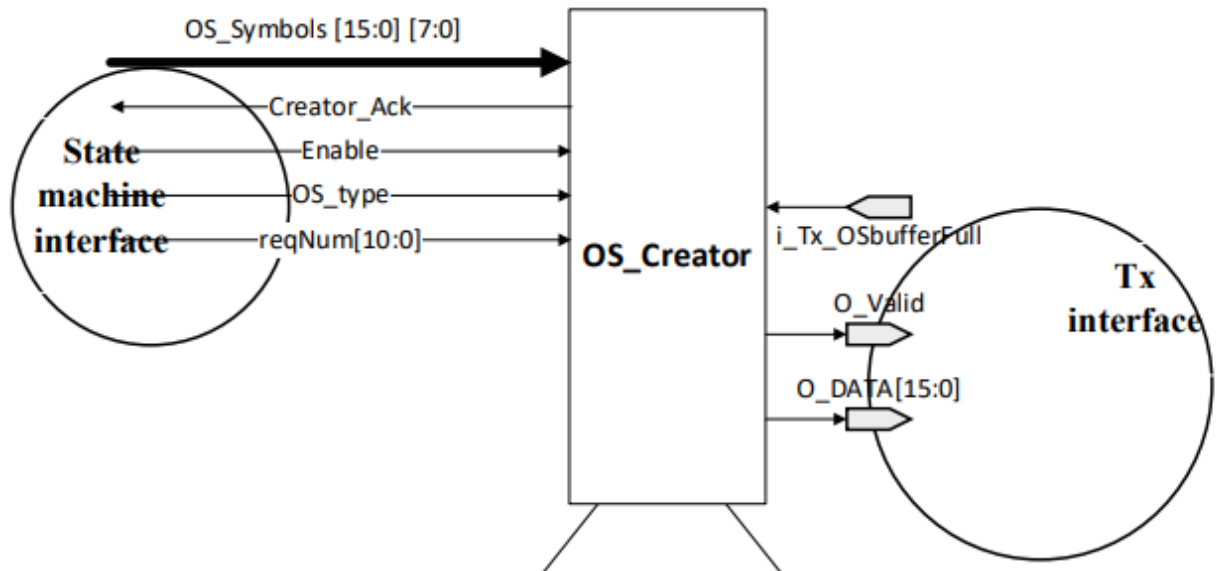 OS_Symbols [15:0] [7:0]
Creator_Ack
State
machine
interface
Enable
OS_type
reqNum[10:0]
OS_Creator
i_Tx_OSbufferFull
O_Valid
O_DATA[15:0]
Tx
interface